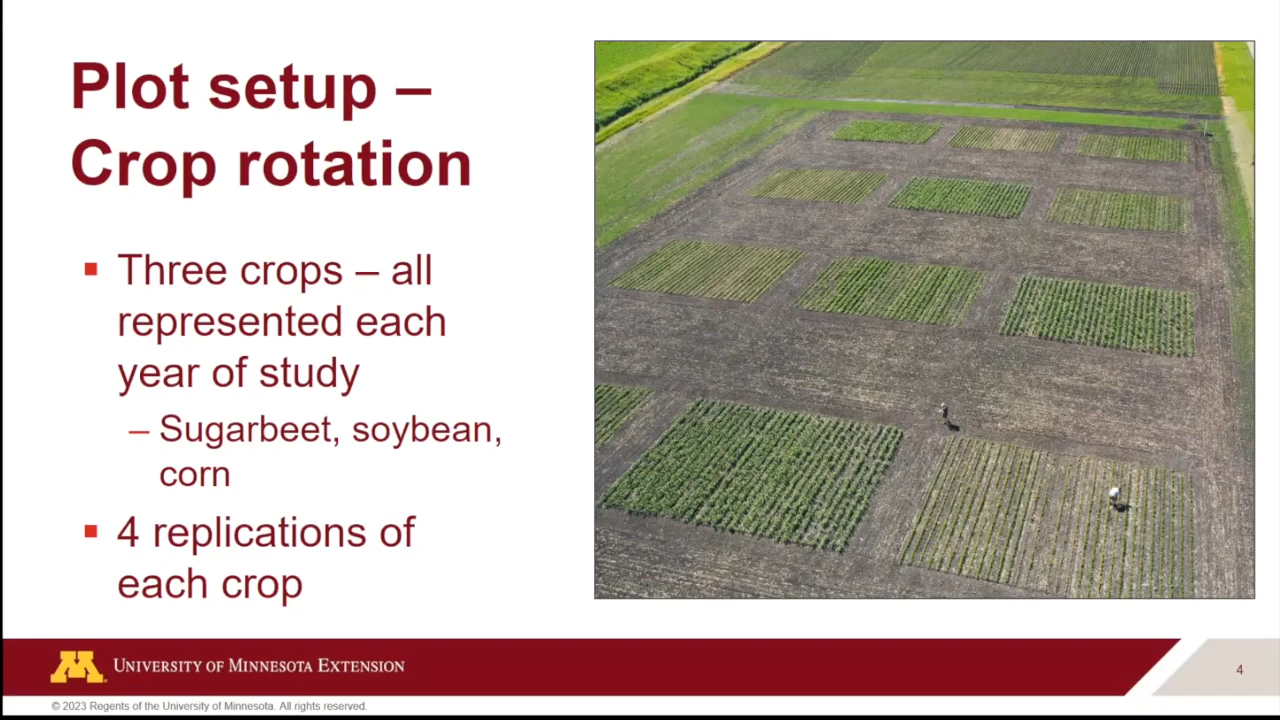 Plot setup –
Crop rotation
▪ Three crops – all
represented each
year of study
– Sugarbeet, soybean,
corn
▪ 4 replications of
each crop
M
UNIVERSITY OF MINNESOTA EXTENSION
4
© 2023 Regents of the University of Minnesota. All rights reserved.